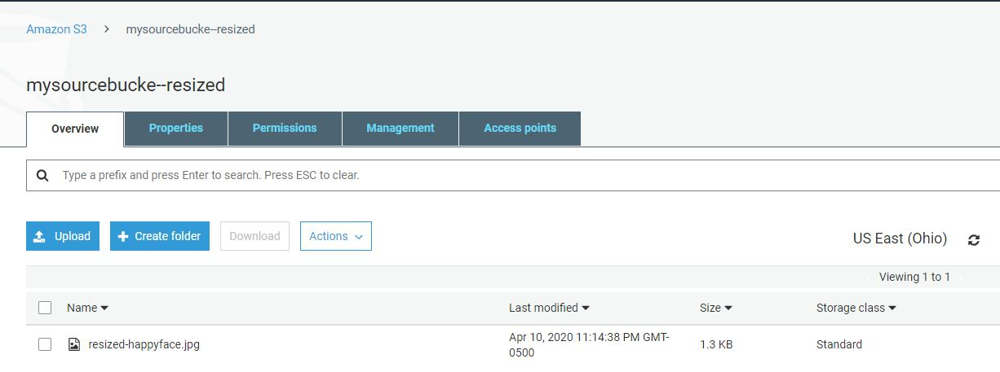 Amazon S3 > mysourcebucke--resized
mysourcebucke--resized
Overview Properties Permissions Management Access points
Type a prefix and press Enter to search. Press ESC to clear.
Upload + Create folder Download Actions US East (Ohio)
Viewing 1 to 1
Name Last modified Size Storage class
resized-happyface.jpg Apr 10, 2020 11:14:38 PM GMT- 1.3 KB Standard
0500